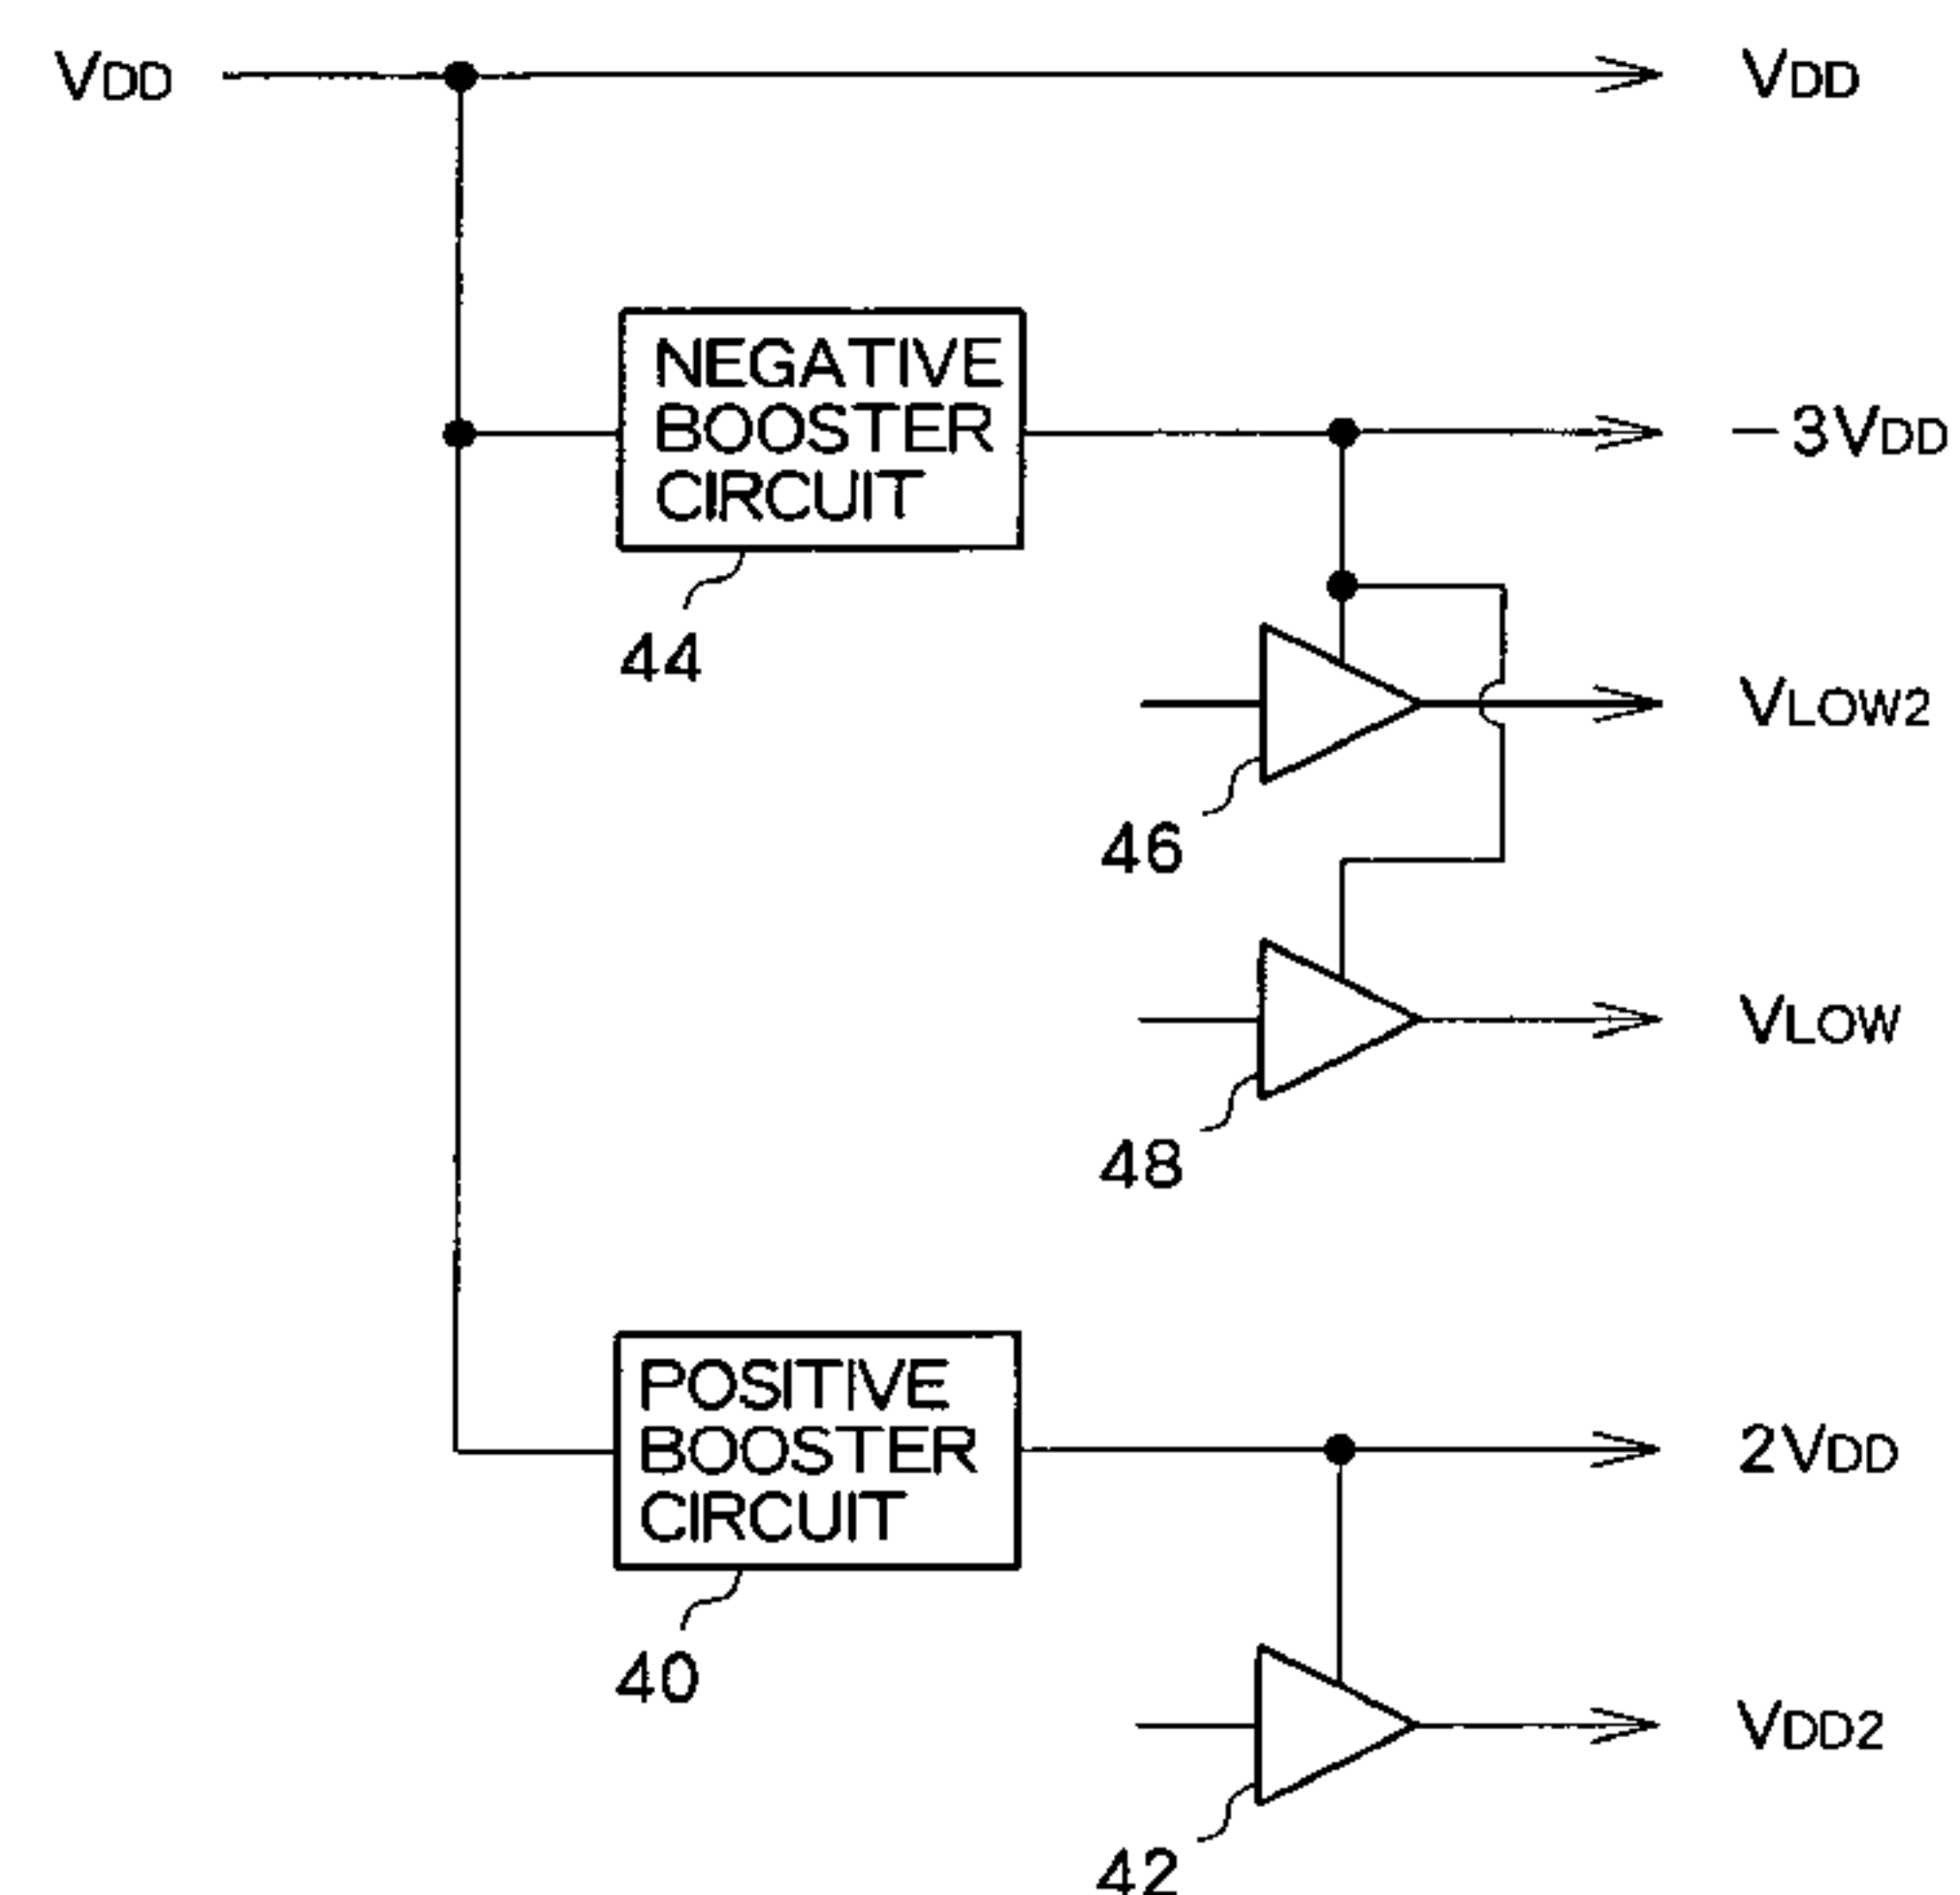 VDD
VDD
NEGATIVE
BOOSTER
CIRCUIT
-3VDD
44
VLOW2
46
VLOW
48
POSITIVE
BOOSTER
CIRCUIT
2VDD
40
VDD2
42